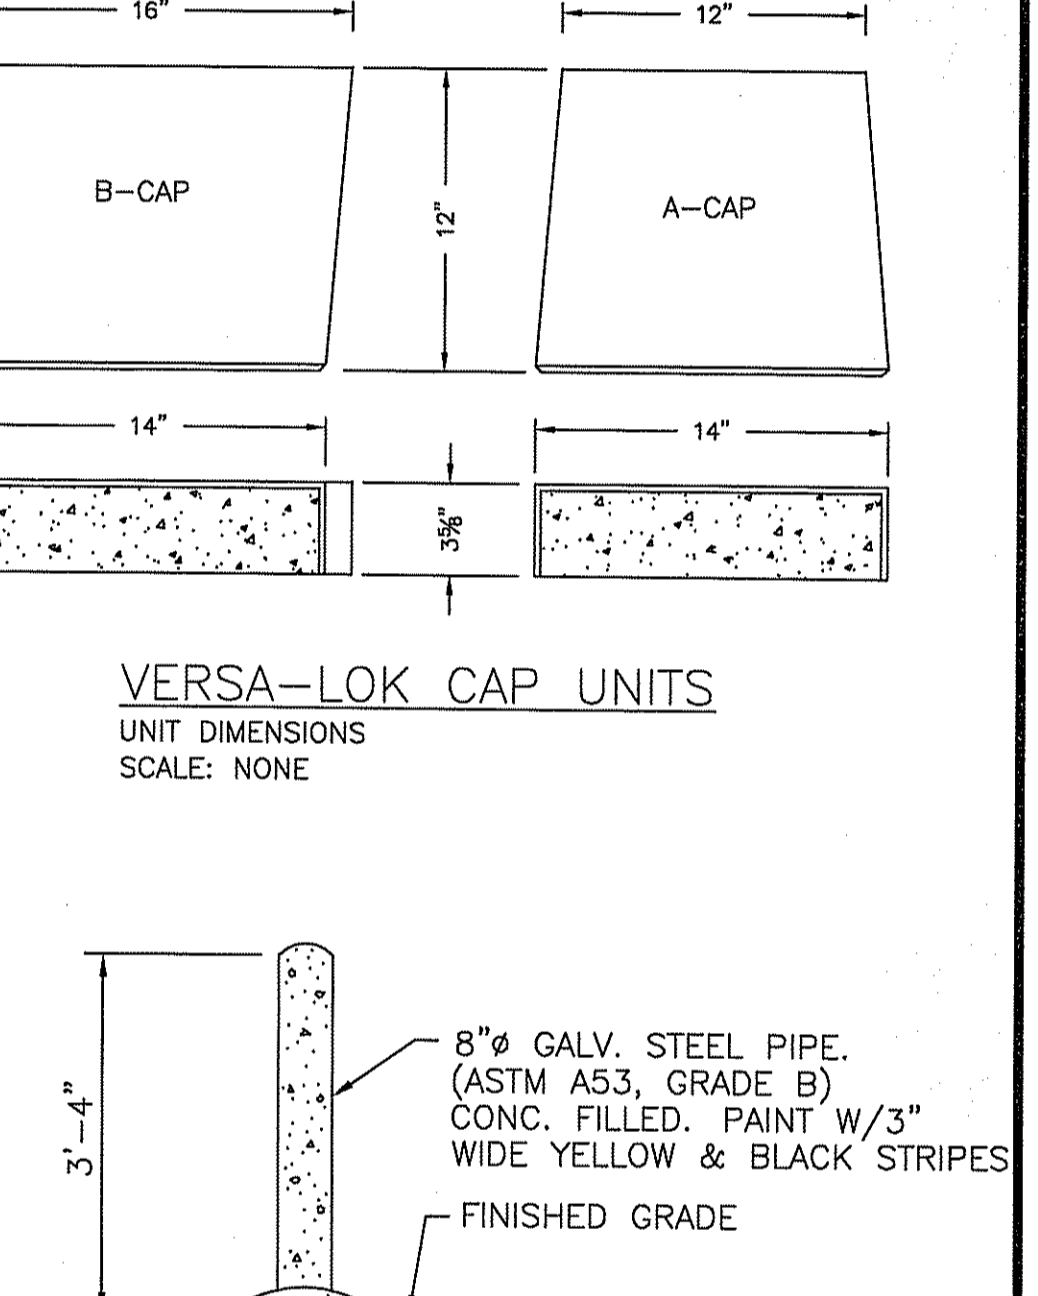 16"
12"
B-CAP
A-CAP
12"
14"
14"
3⅝"
VERSA-LOK CAP UNITS
UNIT DIMENSIONS
SCALE: NONE
3'-4"
8"ø GALV. STEEL PIPE.
(ASTM A53, GRADE B)
CONC. FILLED. PAINT W/3"
WIDE YELLOW & BLACK STRIPES
FINISHED GRADE